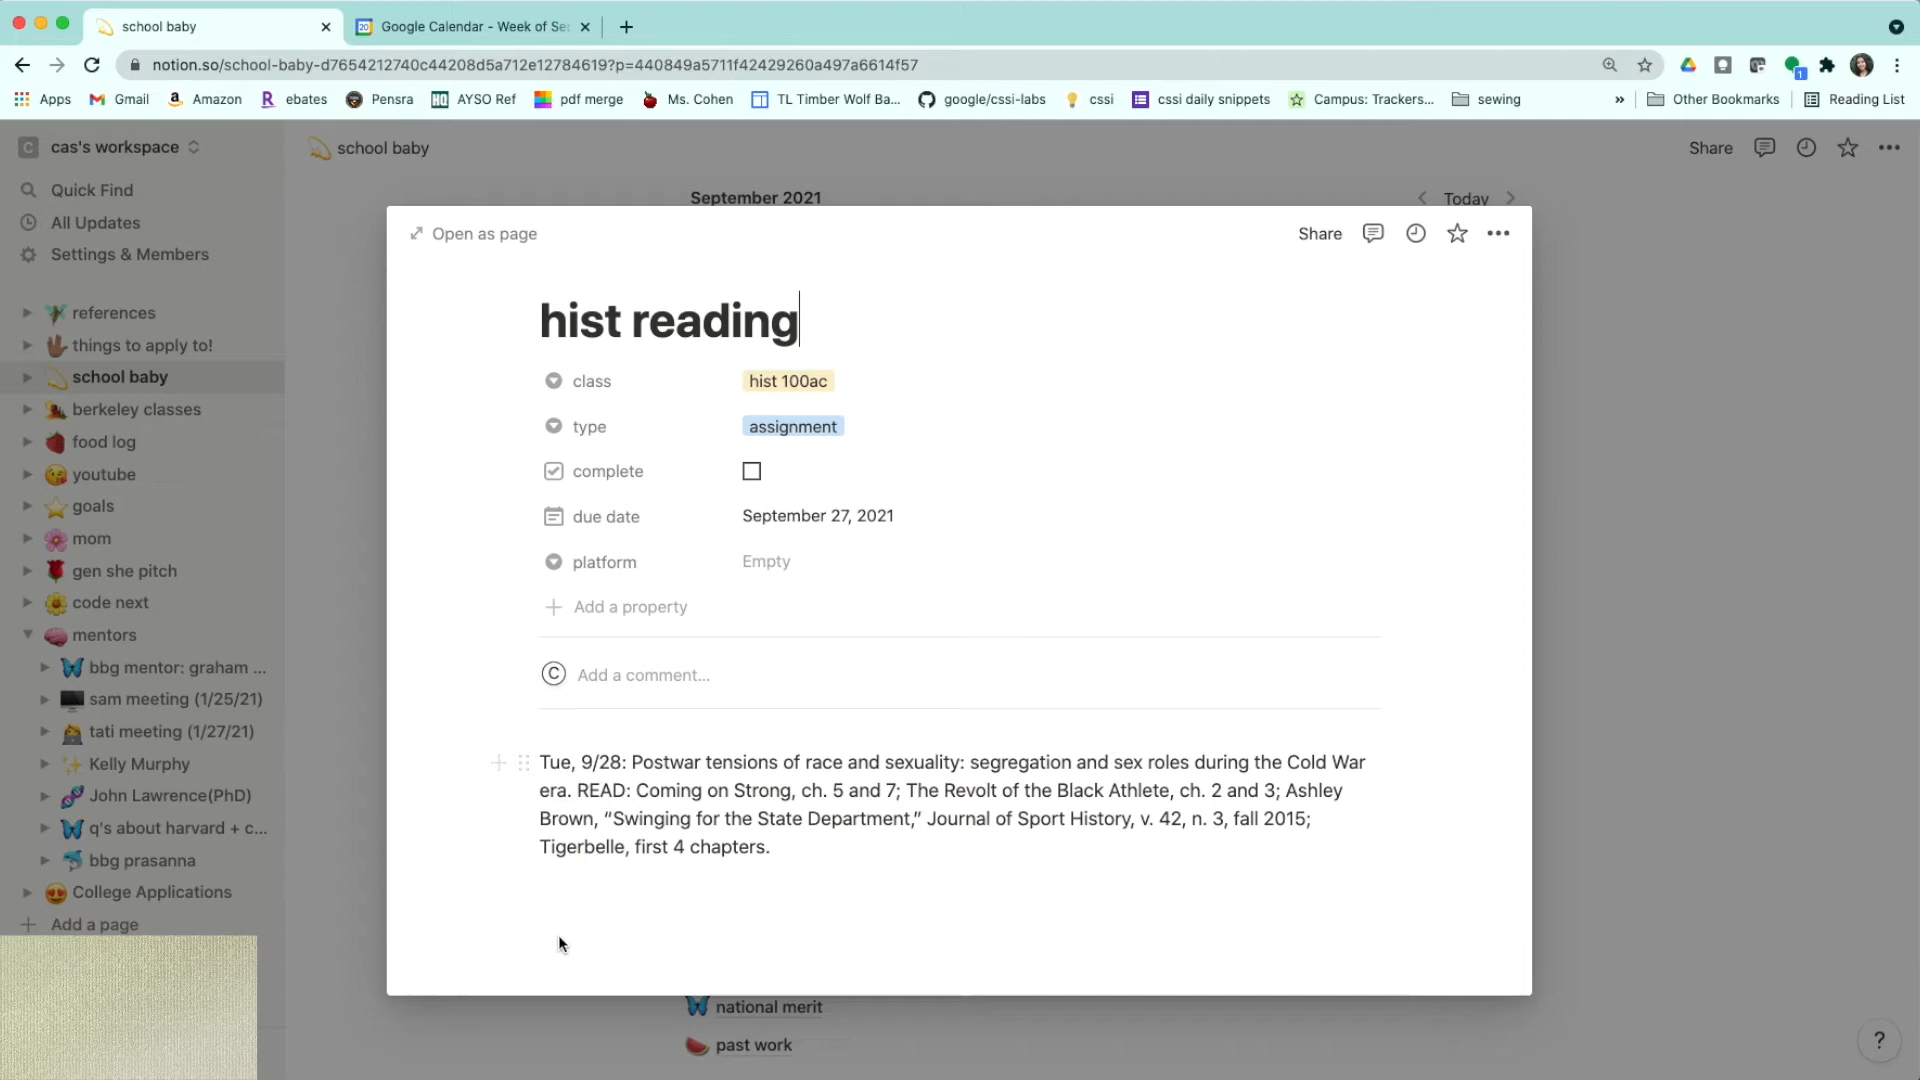 school baby
Google Calendar - Week of Se
notion.so/school-baby-d7654212740c44208d5a712e12784619?p=440849a5711f42429260a497a6614f57
1
Apps
Gmail
Amazon
ebates
Pensra
AYSO Ref
pdf merge
Ms. Cohen
TL Timber Wolf Ba...
google/cssi-labs
cssi
cssi daily snippets
Campus: Trackers...
sewing
»
Other Bookmarks
Reading List
C cas's workspace
Quick Find
All Updates
Settings & Members
references
things to apply to!
school baby
berkeley classes
food log
youtube
goals
mom
gen she pitch
code next
mentors
bbg mentor: graham ...
sam meeting (1/25/21)
tati meeting (1/27/21)
Kelly Murphy
John Lawrence(PhD)
q's about harvard + c...
bbg prasanna
College Applications
Add a page
school baby
Share
September 2021
Today
Open as page
Share
hist reading
class hist 100ac
type assignment
complete
due date September 27, 2021
platform Empty
Add a property
C Add a comment...
Tue, 9/28: Postwar tensions of race and sexuality: segregation and sex roles during the Cold War
era. READ: Coming on Strong, ch. 5 and 7; The Revolt of the Black Athlete, ch. 2 and 3; Ashley
Brown, “Swinging for the State Department,” Journal of Sport History, v. 42, n. 3, fall 2015;
Tigerbelle, first 4 chapters.
national merit
past work
?